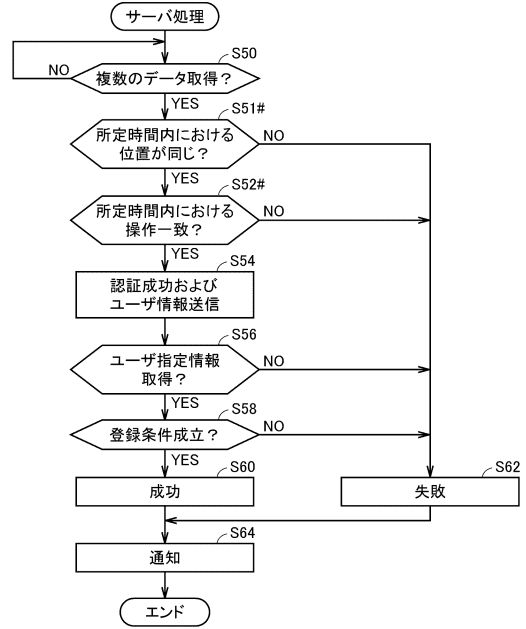 サーバ処理
S50
複数のデータ取得？
NO
YES
S51#
所定時間内における
位置が同じ？
NO
YES
S52#
所定時間内における
操作一致？
NO
YES
S54
認証成功および
ユーザ情報送信
S56
ユーザ指定情報
取得？
NO
YES
S58
登録条件成立？
NO
YES
S60
成功
S62
失敗
S64
通知
エンド